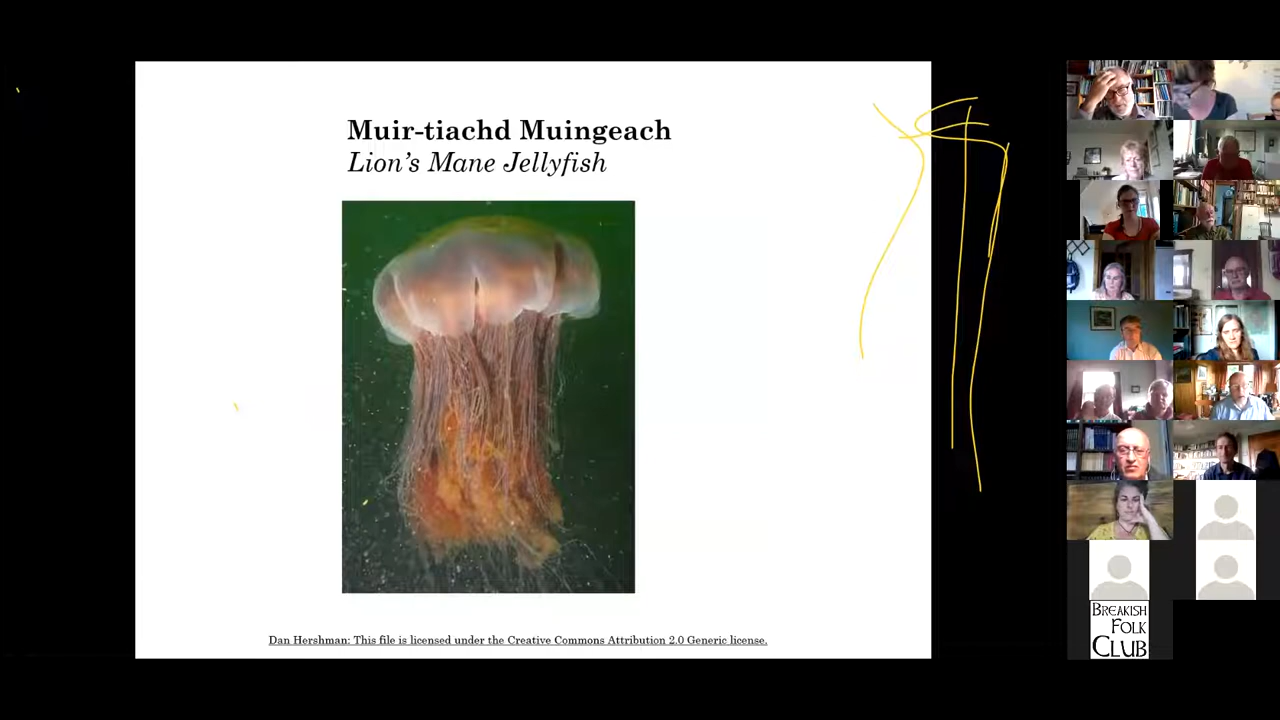 Muir-tiachd Muingeach
Lion's Mane Jellyfish
Dan Hershman: This file is licensed under the Creative Commons Attribution 2.0 Generic license.
BREAKISH
FOLK
CLUB